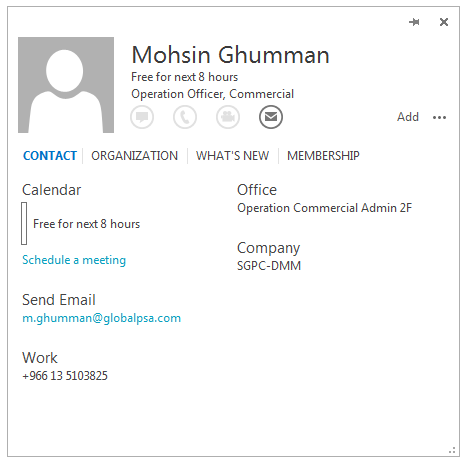 Mohsin Ghumman
Free for next 8 hours
Operation Officer, Commercial
Add
CONTACT
ORGANIZATION
WHAT'S NEW
MEMBERSHIP
Calendar
Free for next 8 hours
Schedule a meeting
Send Email
m.ghumman@globalpsa.com
Work
+966 13 5103825
Office
Operation Commercial Admin 2F
Company
SGPC-DMM